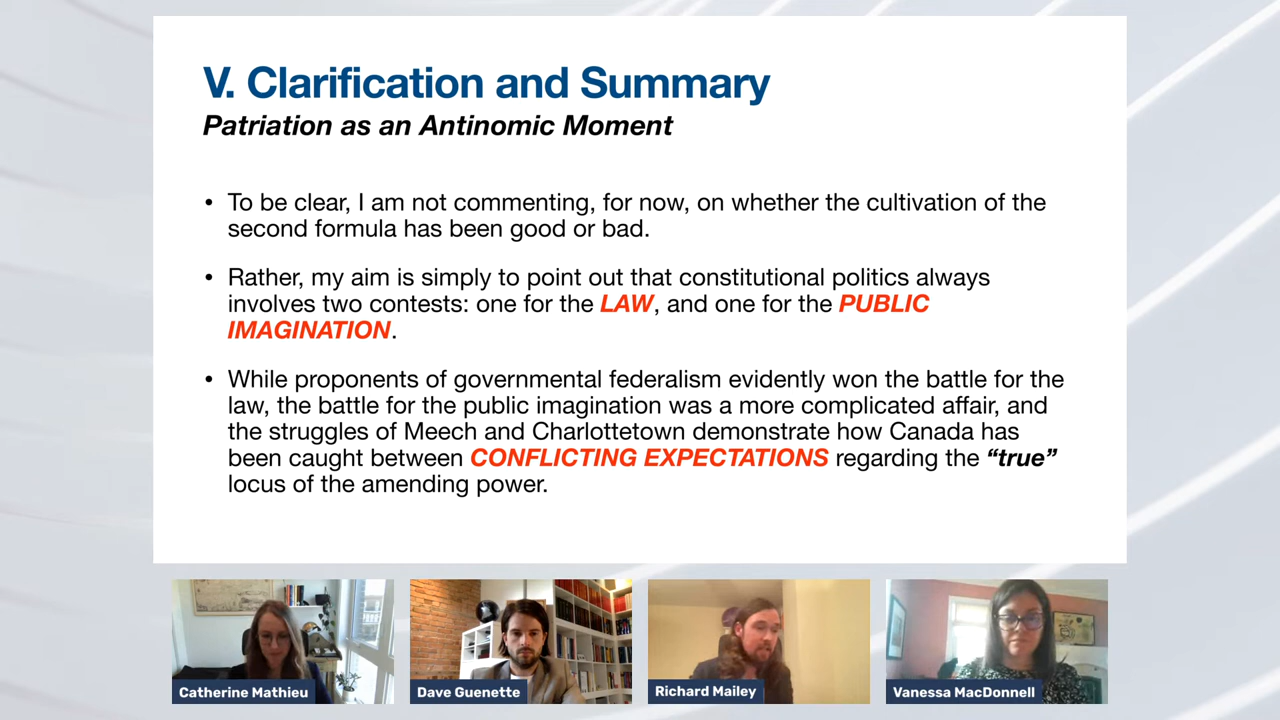 V. Clarification and Summary
Patriation as an Antinomic Moment
• To be clear, I am not commenting, for now, on whether the cultivation of the
second formula has been good or bad.
• Rather, my aim is simply to point out that constitutional politics always
involves two contests: one for the LAW, and one for the PUBLIC
IMAGINATION.
• While proponents of governmental federalism evidently won the battle for the
law, the battle for the public imagination was a more complicated affair, and
the struggles of Meech and Charlottetown demonstrate how Canada has
been caught between CONFLICTING EXPECTATIONS regarding the “true”
locus of the amending power.
Catherine Mathieu
Dave Guenette
Richard Mailey
Vanessa MacDonnell